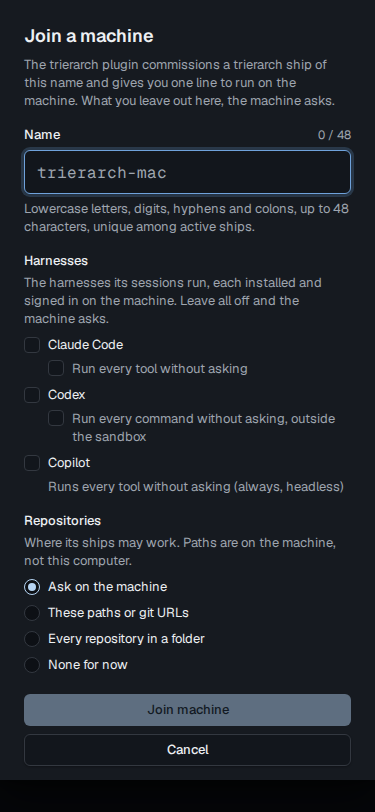 Join a machine
The trierarch plugin commissions a trierarch ship of
this name and gives you one line to run on the
machine. What you leave out here, the machine asks.
Name 0 / 48
trierarch-mac
Lowercase letters, digits, hyphens and colons, up to 48
characters, unique among active ships.
Harnesses
The harnesses its sessions run, each installed and
signed in on the machine. Leave all off and the
machine asks.
Claude Code
Run every tool without asking
Codex
Run every command without asking, outside
the sandbox
Copilot
Runs every tool without asking (always, headless)
Repositories
Where its ships may work. Paths are on the machine,
not this computer.
Ask on the machine
These paths or git URLs
Every repository in a folder
None for now
Join machine
Cancel